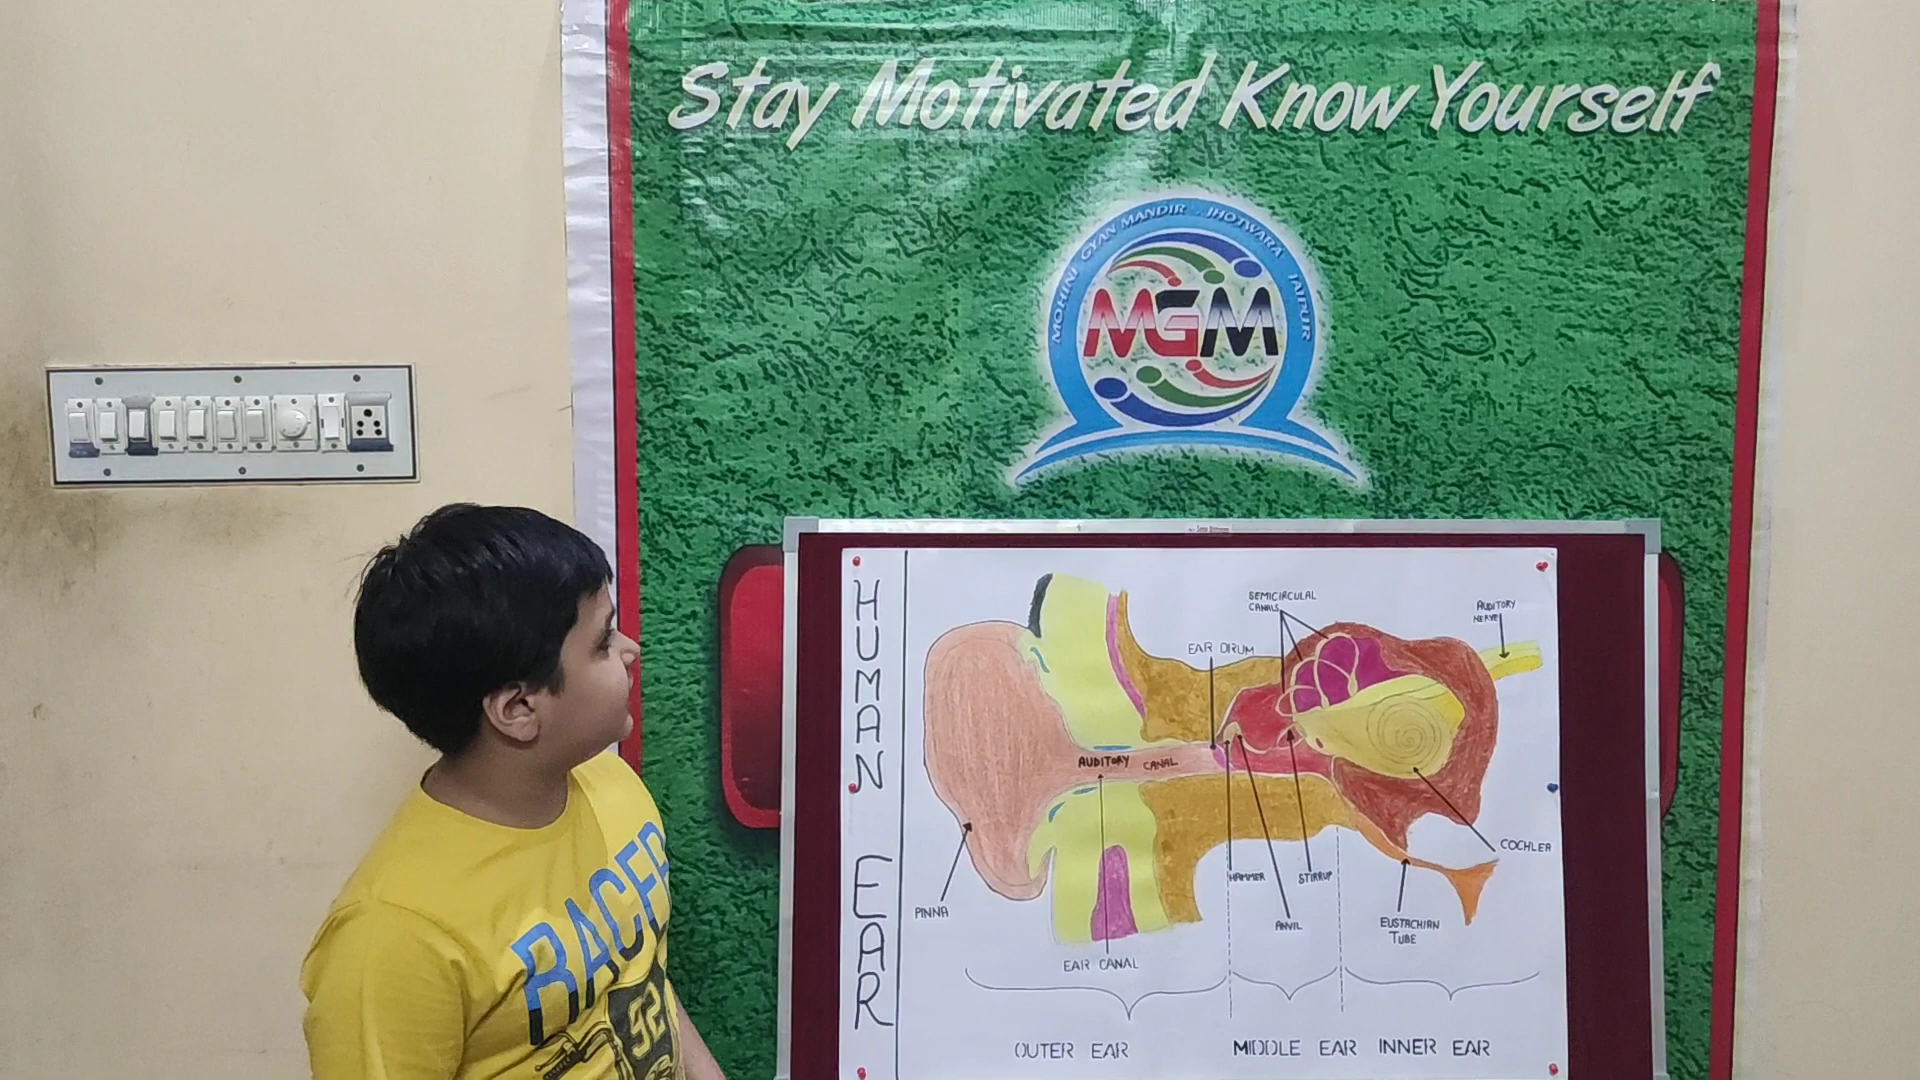 Stay Motivated Know Yourself
MOHINI GYAN MANDIR . JHOTWARA JAIPUR
MGM
RACER
52
HUMAN EAR
SEMICIRCULAR
CANALS
AUDITORY
NERVE
EAR DRUM
AUDITORY CANAL
COCHLEA
HAMMER
STIRRUP
PINNA
ANVIL
EUSTACHIAN
TUBE
EAR CANAL
OUTER EAR
MIDDLE EAR
INNER EAR